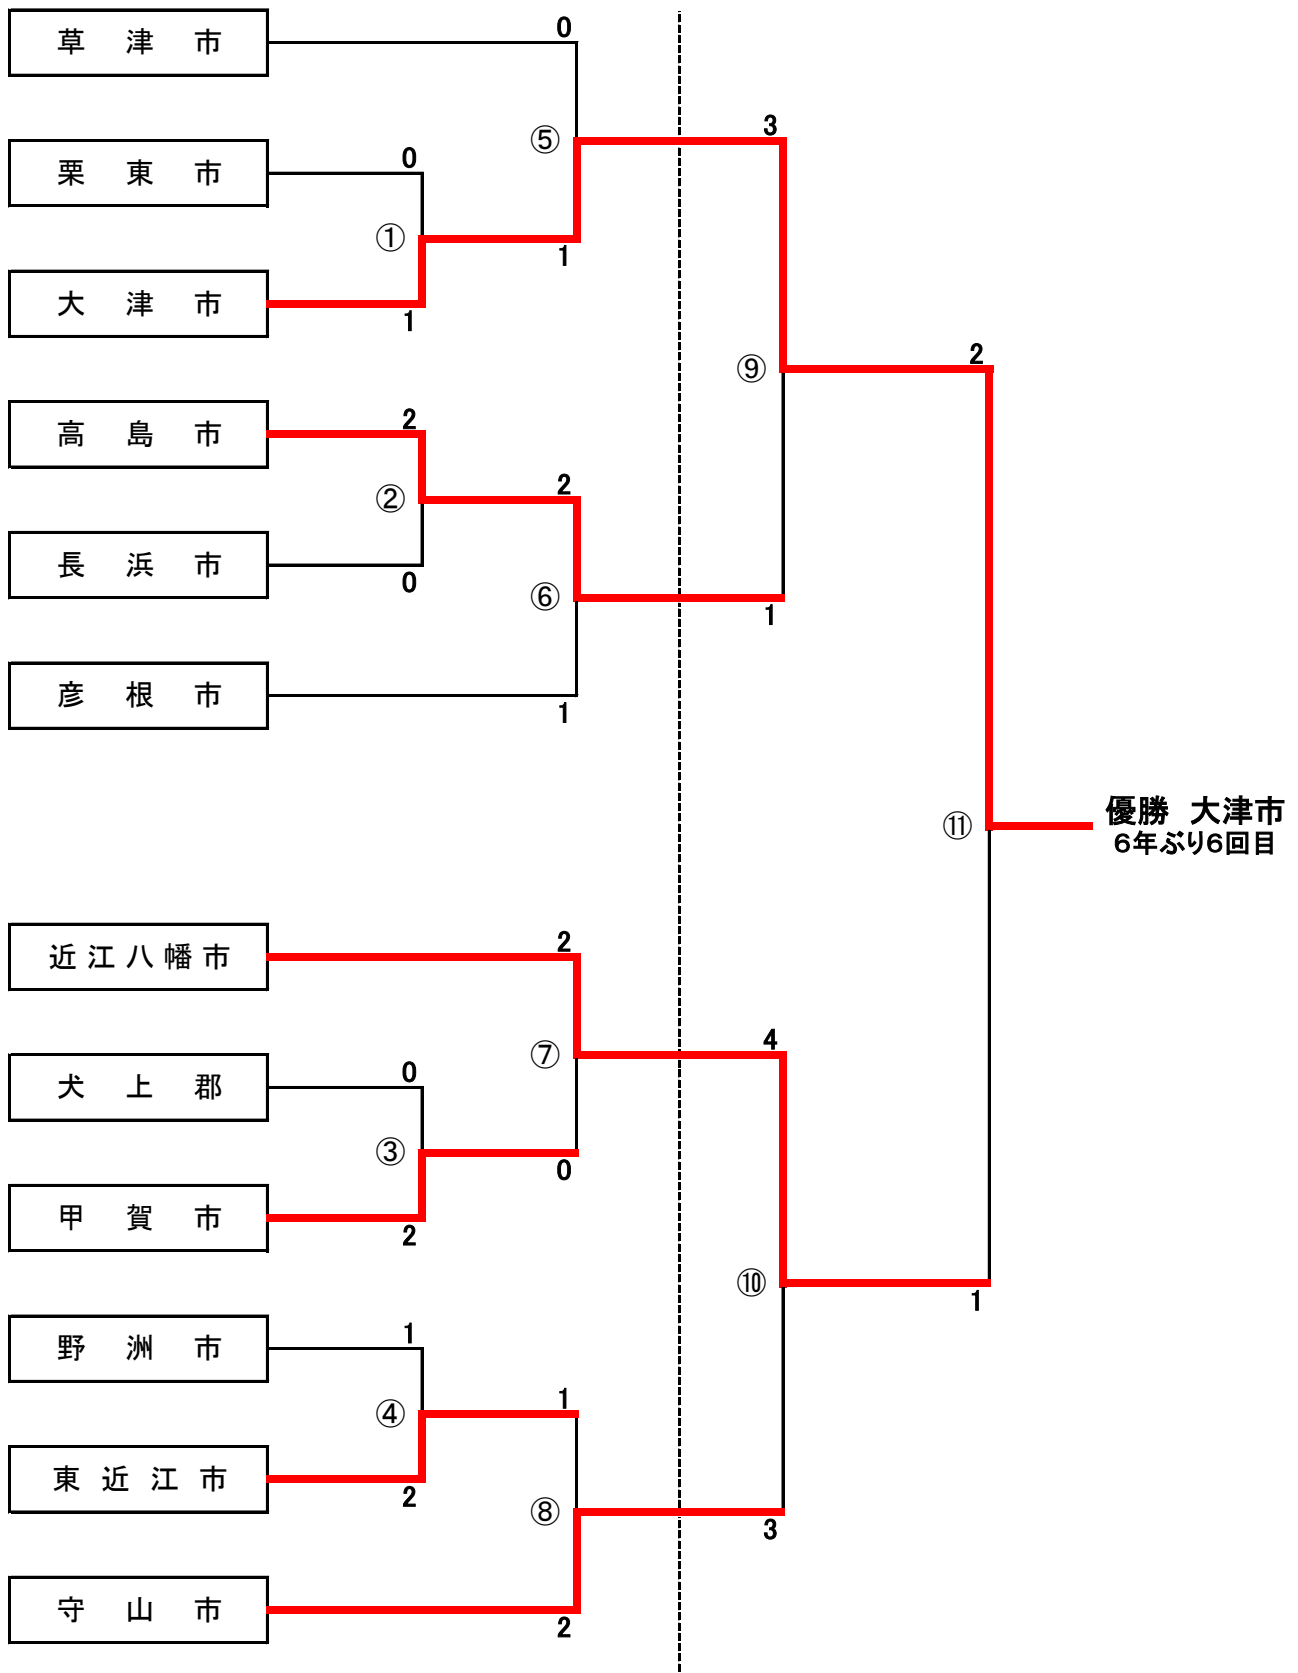 草津市
0
⑤
3
栗東市
0
①
1
大津市
1
⑨
2
高島市
2
②
2
長浜市
0
⑥
1
彦根市
1
優勝 大津市
⑪
6年ぶり6回目
近江八幡市
2
⑦
4
犬上郡
0
③
0
甲賀市
2
⑩
1
野洲市
1
④
1
東近江市
2
⑧
3
守山市
2